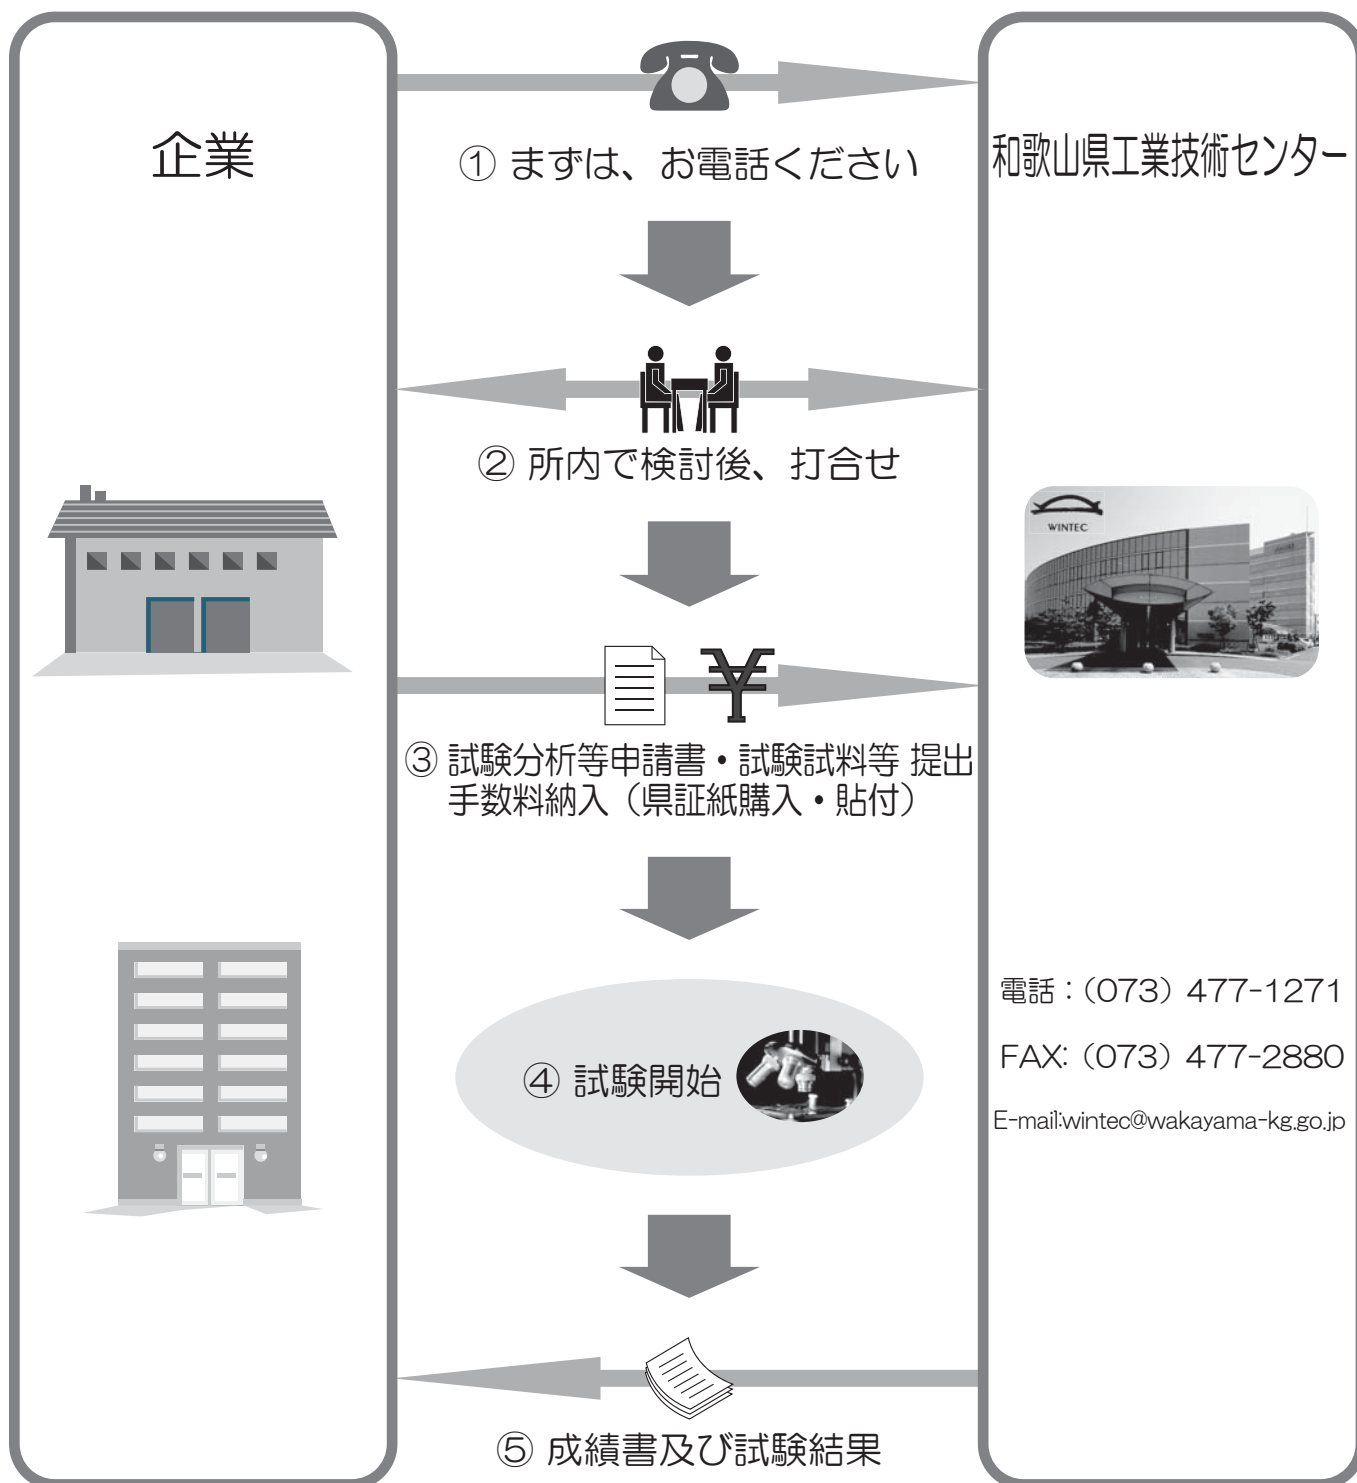 企業
① まずは、お電話ください
和歌山県工業技術センター
② 所内で検討後、打合せ
WINTEC
③ 試験分析等申請書・試験試料等 提出
手数料納入（県証紙購入・貼付）
④ 試験開始
電話：（073）477-1271
FAX:（073）477-2880
E-mail:wintec@wakayama-kg.go.jp
⑤ 成績書及び試験結果